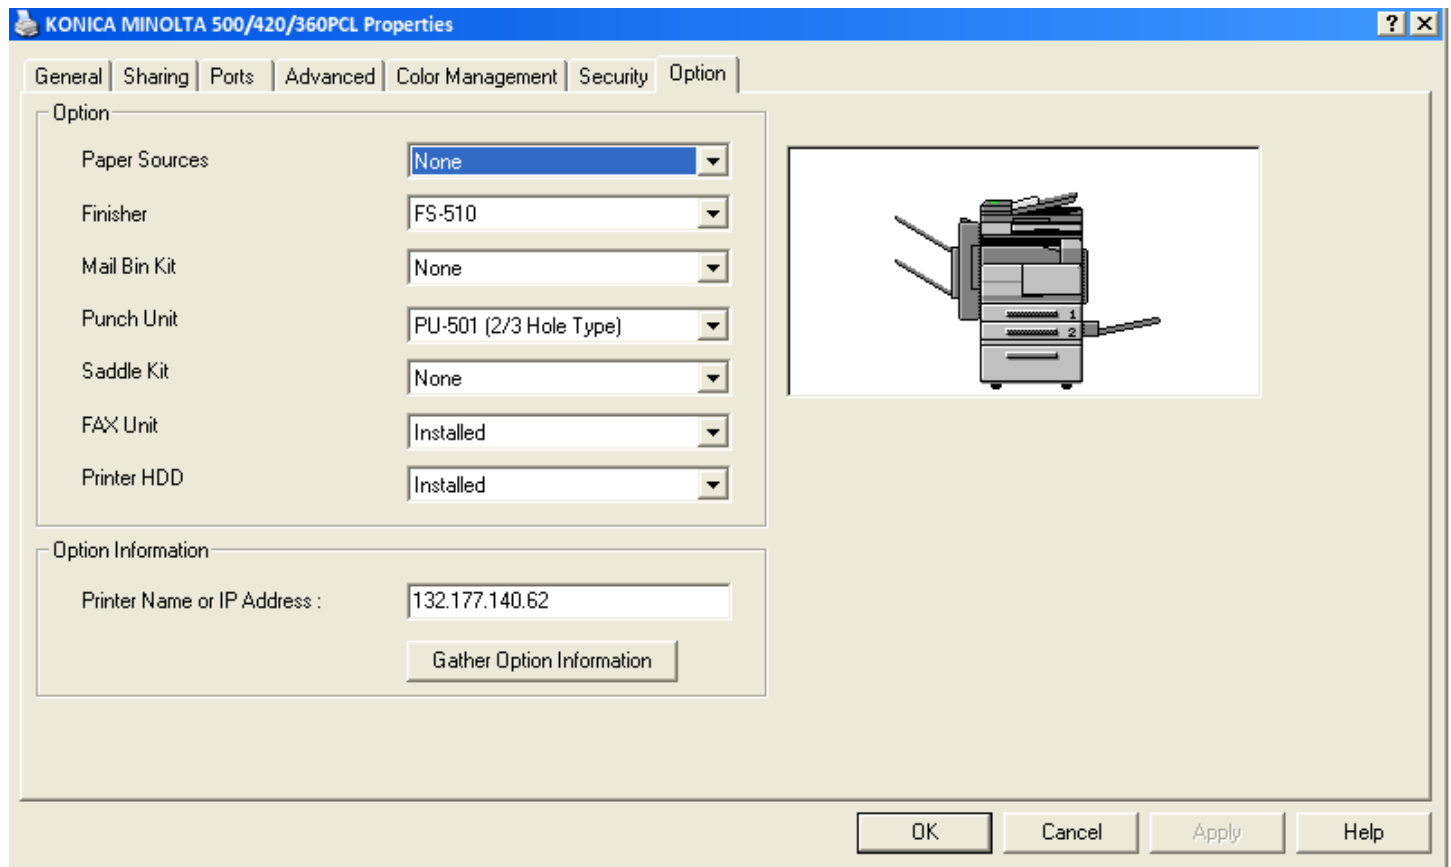 KONICA MINOLTA 500/420/360PCL Properties
General Sharing Ports Advanced Color Management Security Option
Option
Paper Sources None
Finisher FS-510
Mail Bin Kit None
Punch Unit PU-501 (2/3 Hole Type)
Saddle Kit None
FAX Unit Installed
Printer HDD Installed
1
2
Option Information
Printer Name or IP Address : 132.177.140.62
Gather Option Information
OK Cancel Apply Help